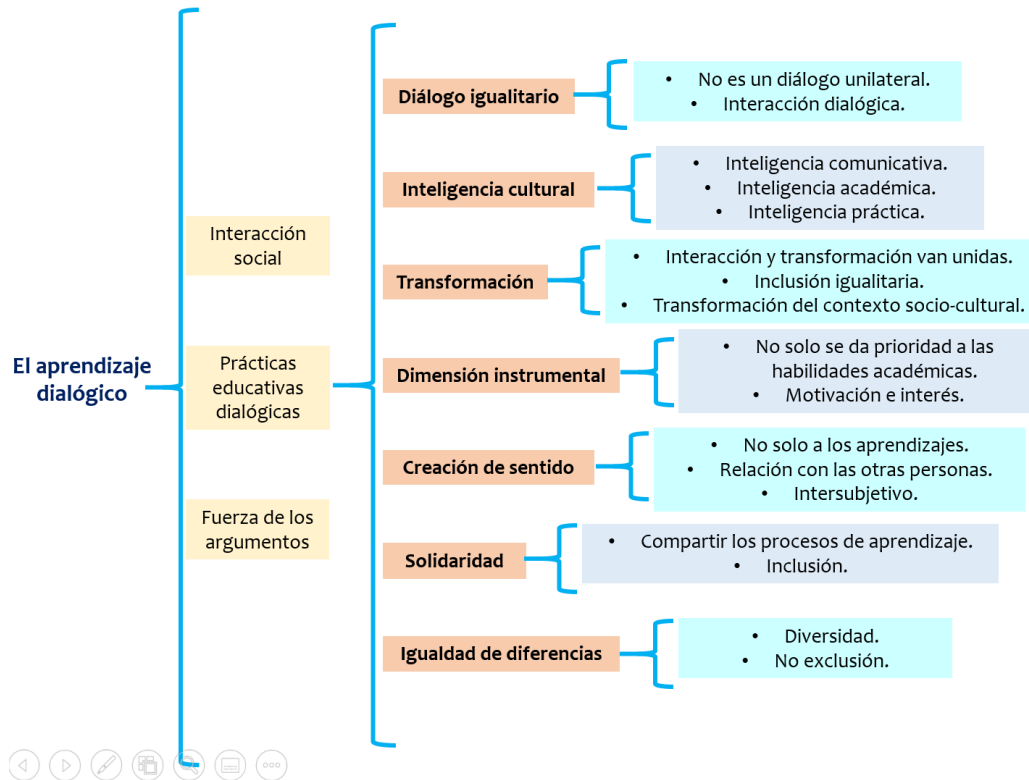 El aprendizaje
dialógico
Interacción
social
Prácticas
educativas
dialógicas
Fuerza de los
argumentos
Diálogo igualitario
• No es un diálogo unilateral.
• Interacción dialógica.
Inteligencia cultural
• Inteligencia comunicativa.
• Inteligencia académica.
• Inteligencia práctica.
Transformación
• Interacción y transformación van unidas.
• Inclusión igualitaria.
• Transformación del contexto socio-cultural.
Dimensión instrumental
• No solo se da prioridad a las
habilidades académicas.
• Motivación e interés.
Creación de sentido
• No solo a los aprendizajes.
• Relación con las otras personas.
• Intersubjetivo.
Solidaridad
• Compartir los procesos de aprendizaje.
• Inclusión.
Igualdad de diferencias
• Diversidad.
• No exclusión.